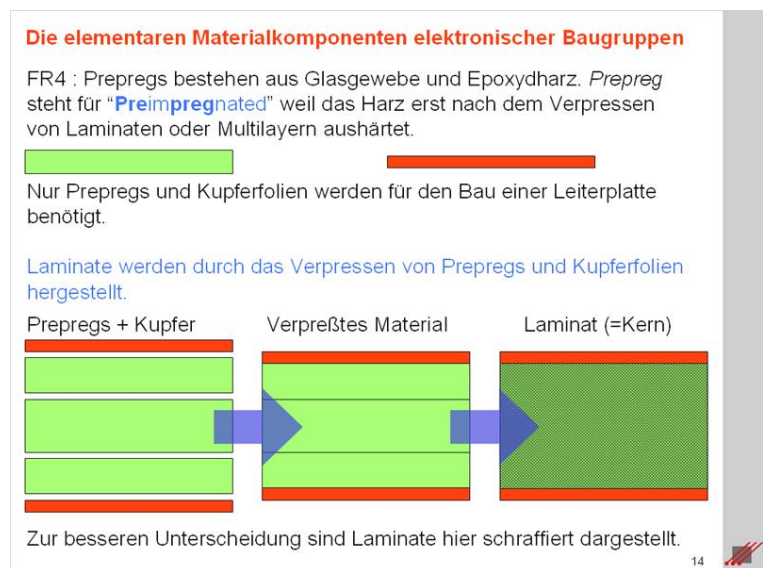 Die elementaren Materialkomponenten elektronischer Baugruppen
FR4 : Prepregs bestehen aus Glasgewebe und Epoxydharz. Prepreg
steht für “Preimpregnated” weil das Harz erst nach dem Verpressen
von Laminaten oder Multilayern aushärtet.
Nur Prepregs und Kupferfolien werden für den Bau einer Leiterplatte
benötigt.
Laminate werden durch das Verpressen von Prepregs und Kupferfolien
hergestellt.
Prepregs + Kupfer
Verpreßtes Material
Laminat (=Kern)
Zur besseren Unterscheidung sind Laminate hier schraffiert dargestellt.
14